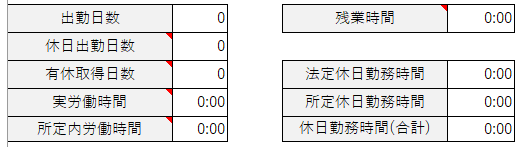 出勤日数 0 残業時間 0:00
休日出勤日数 0
有休取得日数 0 法定休日勤務時間 0:00
実労働時間 0:00 所定休日勤務時間 0:00
所定内労働時間 0:00 休日勤務時間(合計) 0:00